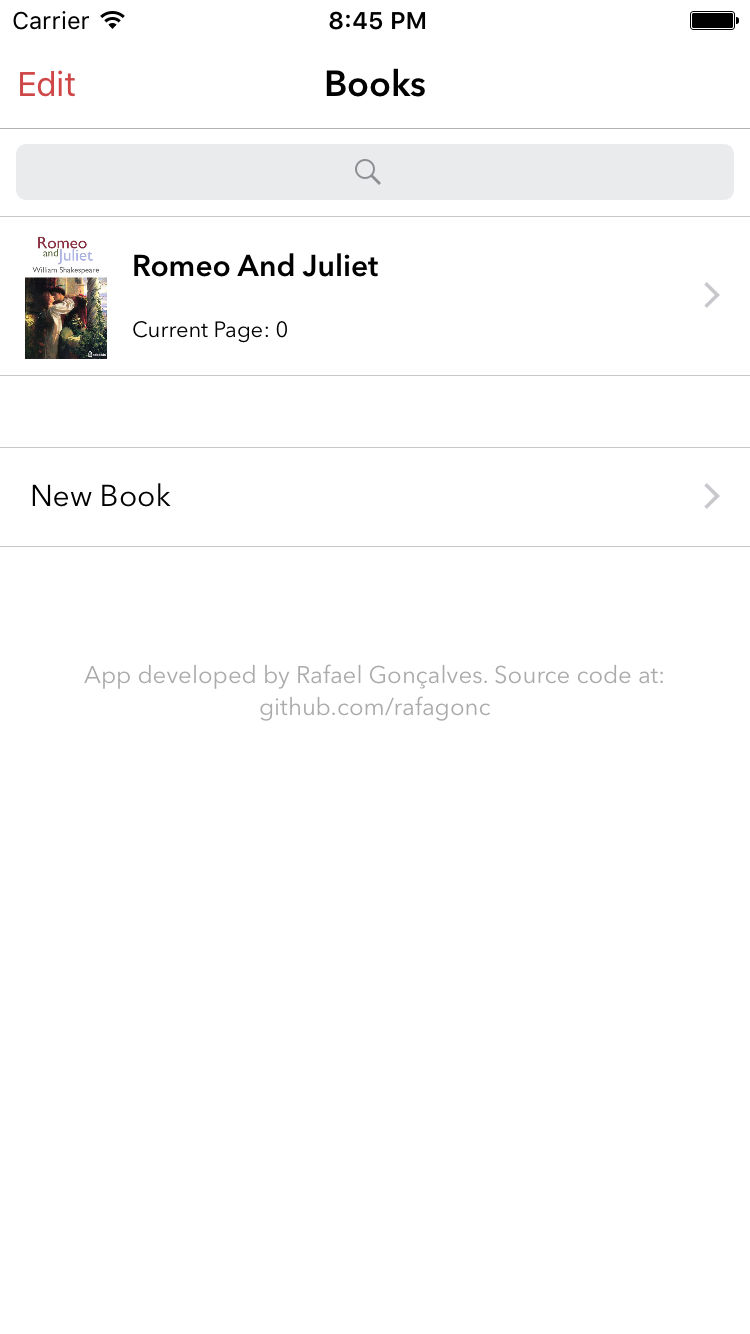 Carrier 8:45 PM
Edit Books
Romeo
and Juliet
William Shakespeare
Romeo And Juliet
Current Page: 0
New Book
App developed by Rafael Gonçalves. Source code at:
github.com/rafagonc